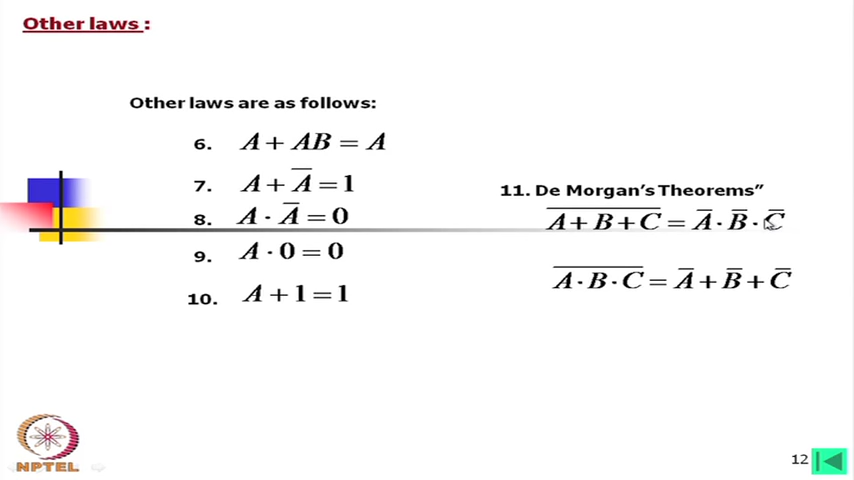 Other laws :
Other laws are as follows:
6. A + AB = A
7. A + A̅ = 1
8. A · A̅ = 0
9. A · 0 = 0
10. A + 1 = 1
11. De Morgan's Theorems"
A̅ ̅+̅ ̅B̅ ̅+̅ ̅C̅ = A̅ · B̅ · C̅
A̅ ̅·̅ ̅B̅ ̅·̅ ̅C̅ = A̅ + B̅ + C̅
NPTEL
12